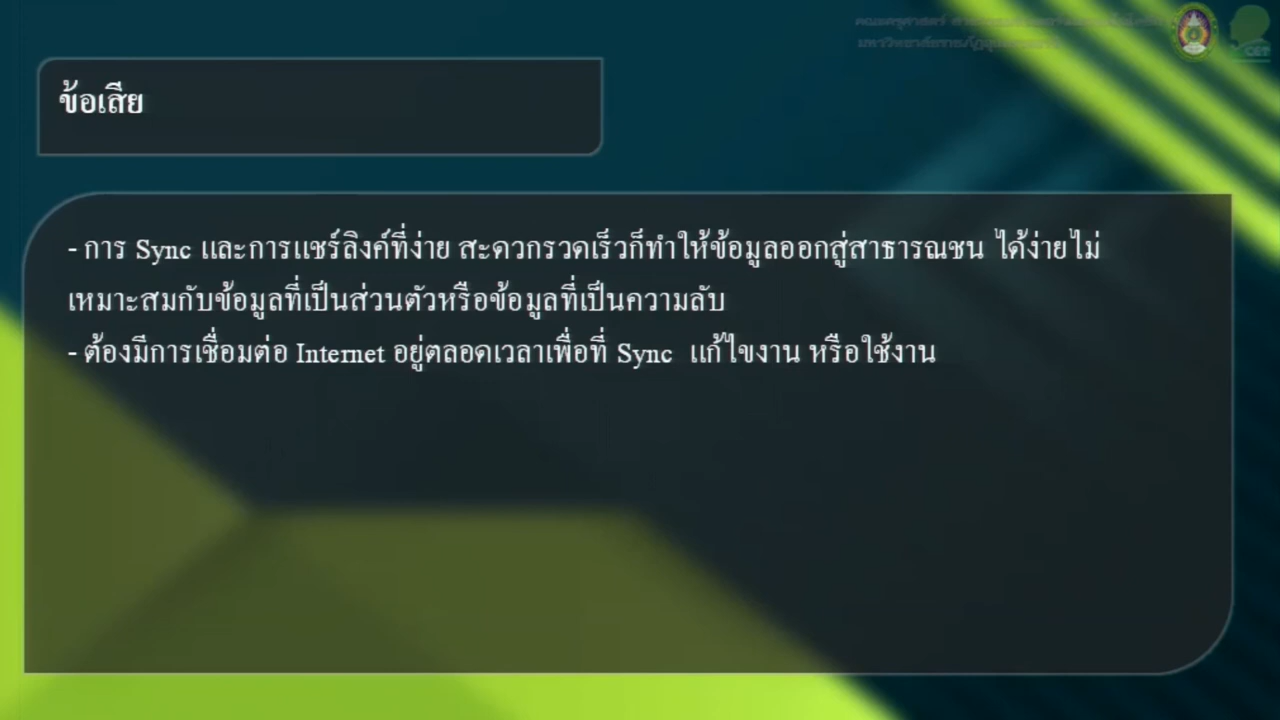 ข้อเสีย
- การ Sync และการแชร์ลิงค์ที่ง่าย สะดวกรวดเร็วก็ทำให้ข้อมูลออกสู่สาธารณชน ได้ง่ายไม่
เหมาะสมกับข้อมูลที่เป็นส่วนตัวหรือข้อมูลที่เป็นความลับ
- ต้องมีการเชื่อมต่อ Internet อยู่ตลอดเวลาเพื่อที่ Sync แก้ไขงาน หรือใช้งาน